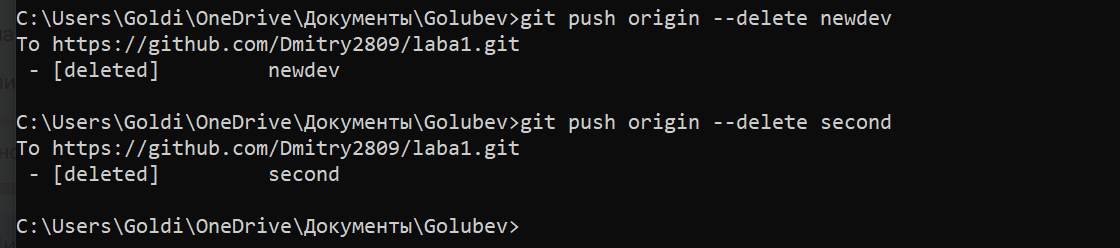 C:\Users\Goldi\OneDrive\Документы\Golubev>git push origin --delete newdev
To https://github.com/Dmitry2809/laba1.git
 - [deleted]         newdev
C:\Users\Goldi\OneDrive\Документы\Golubev>git push origin --delete second
To https://github.com/Dmitry2809/laba1.git
 - [deleted]         second
C:\Users\Goldi\OneDrive\Документы\Golubev>